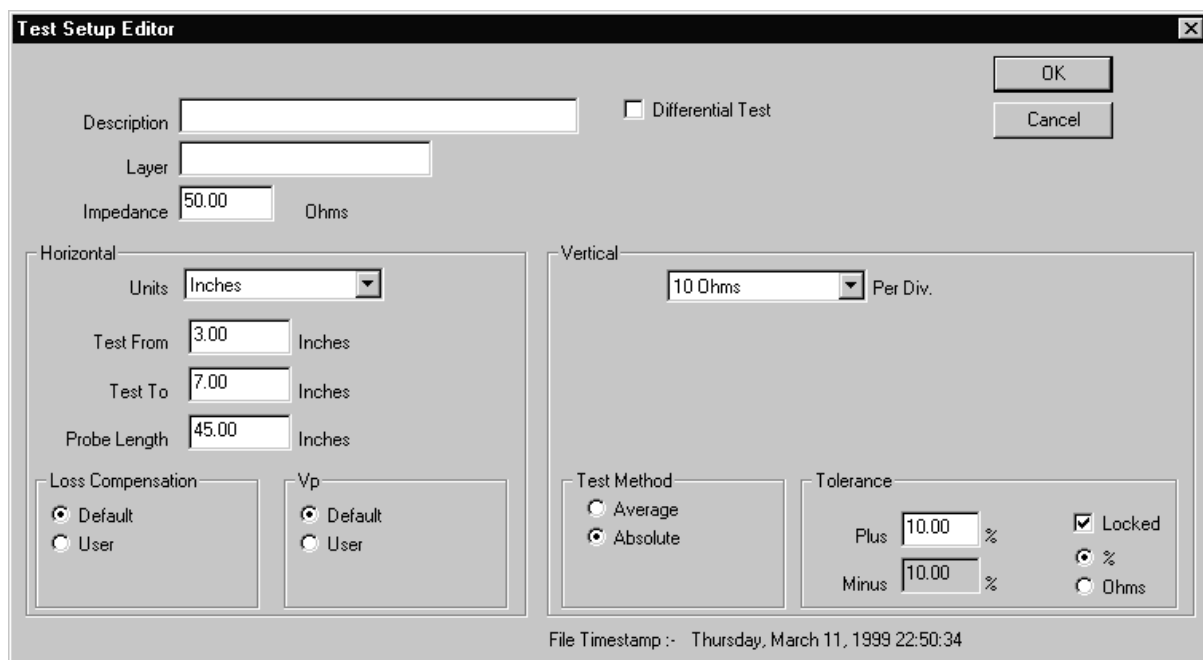 Test Setup Editor
OK
Description
Differential Test
Cancel
Layer
Impedance 50.00 Ohms
Horizontal
Units Inches
Test From 3.00 Inches
Test To 7.00 Inches
Probe Length 45.00 Inches
Loss Compensation
Default
User
Vp
Default
User
Vertical
10 Ohms Per Div.
Test Method
Average
Absolute
Tolerance
Plus 10.00 %
Minus 10.00 %
Locked
%
Ohms
File Timestamp :- Thursday, March 11, 1999 22:50:34